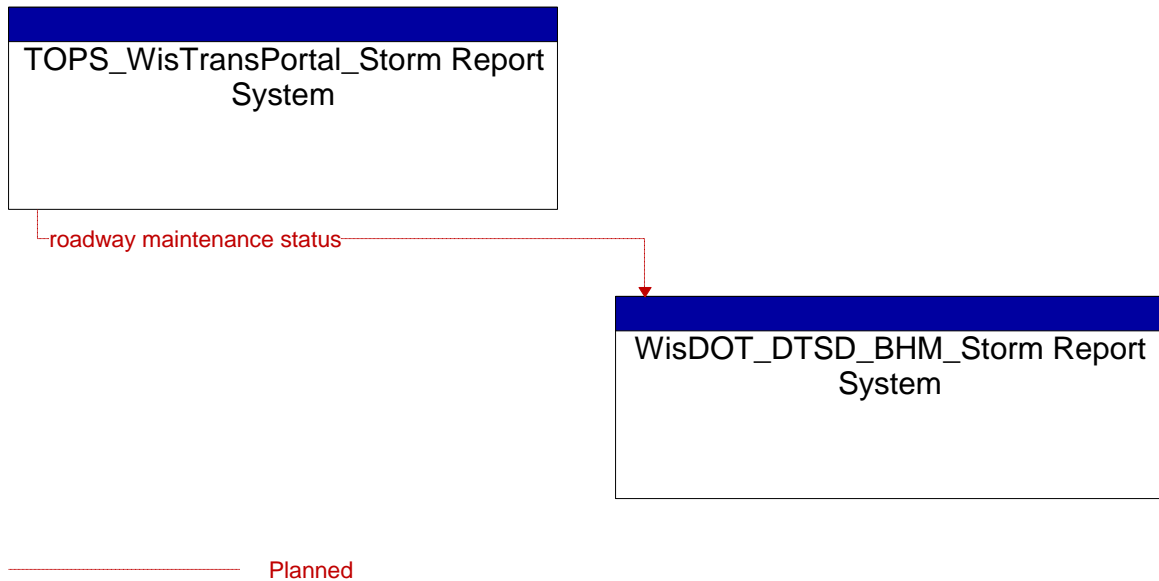 TOPS_WisTransPortal_Storm Report
System
roadway maintenance status
WisDOT_DTSD_BHM_Storm Report
System
Planned